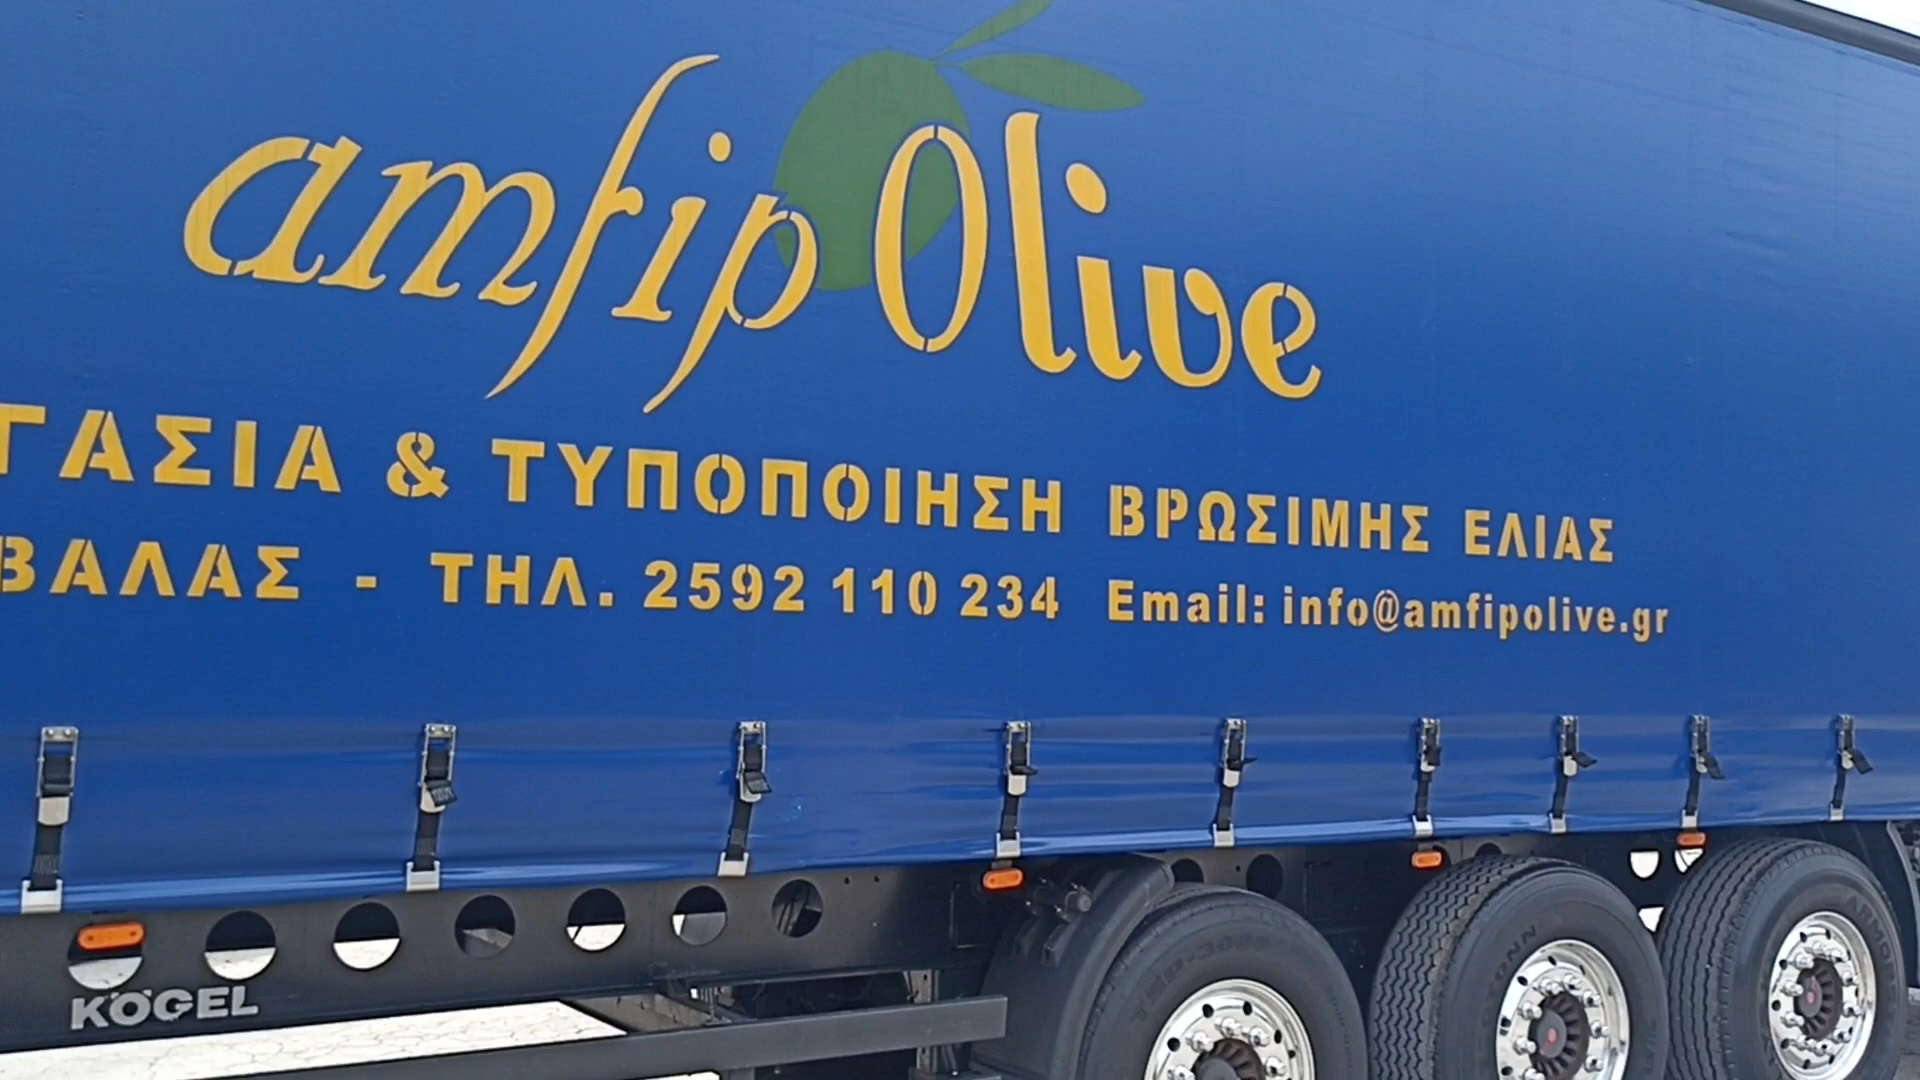 amfip Olive
ΤΑΣΙΑ & ΤΥΠΟΠΟΙΗΣΗ ΒΡΩΣΙΜΗΣ ΕΛΙΑΣ
ΒΑΛΑΣ - ΤΗΛ. 2592 110 234 Email: info@amfipolive.gr
KÖGEL